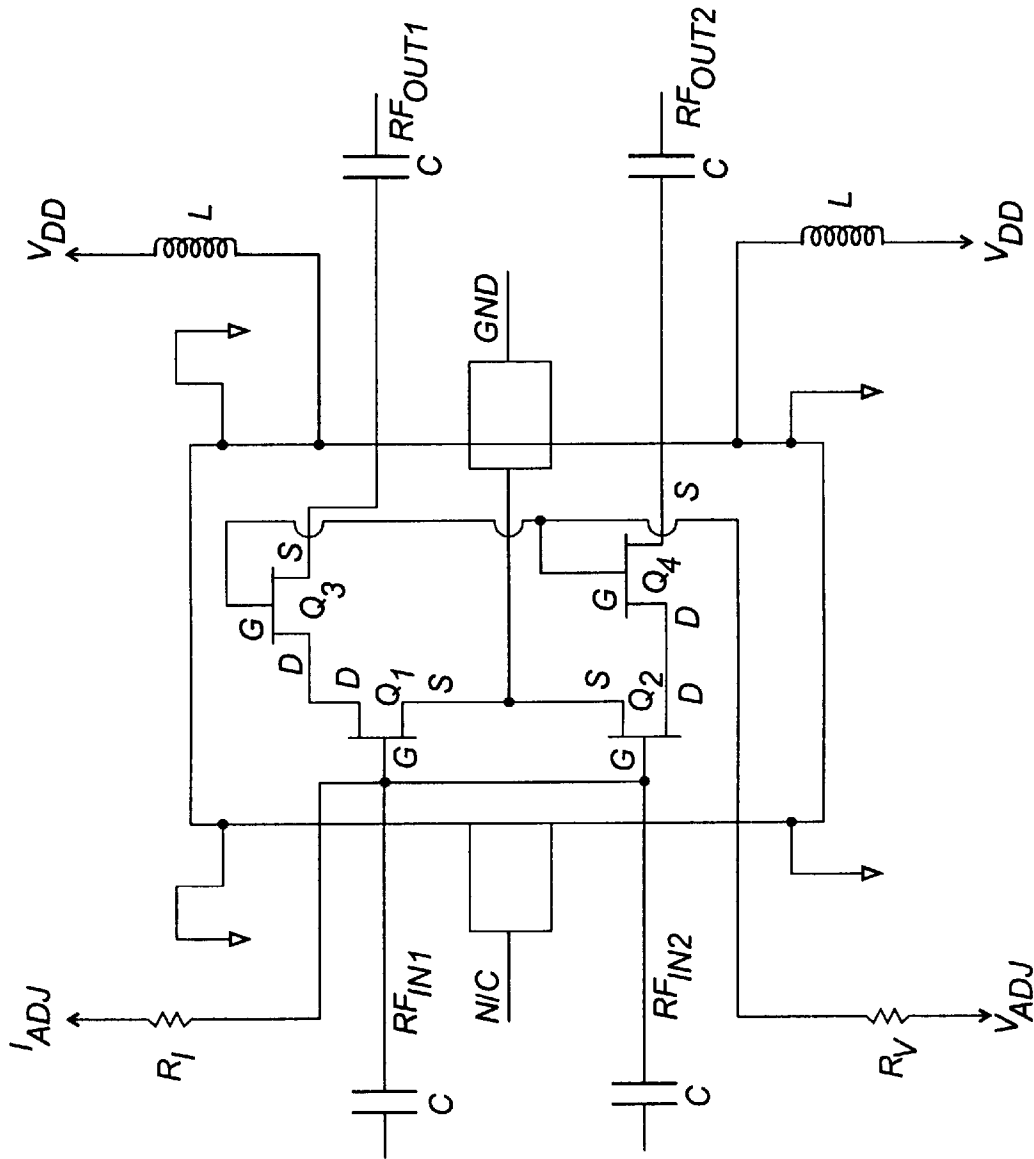 I_ADJ
V_DD
R_I
L
C
RF_IN1
G
D
S
Q_3
D
D
Q_1
G
S
RF_OUT1
C
N/C
GND
G
S
G
Q_2
Q_4
D
D
S
C
RF_IN2
C
RF_OUT2
R_V
L
V_ADJ
V_DD